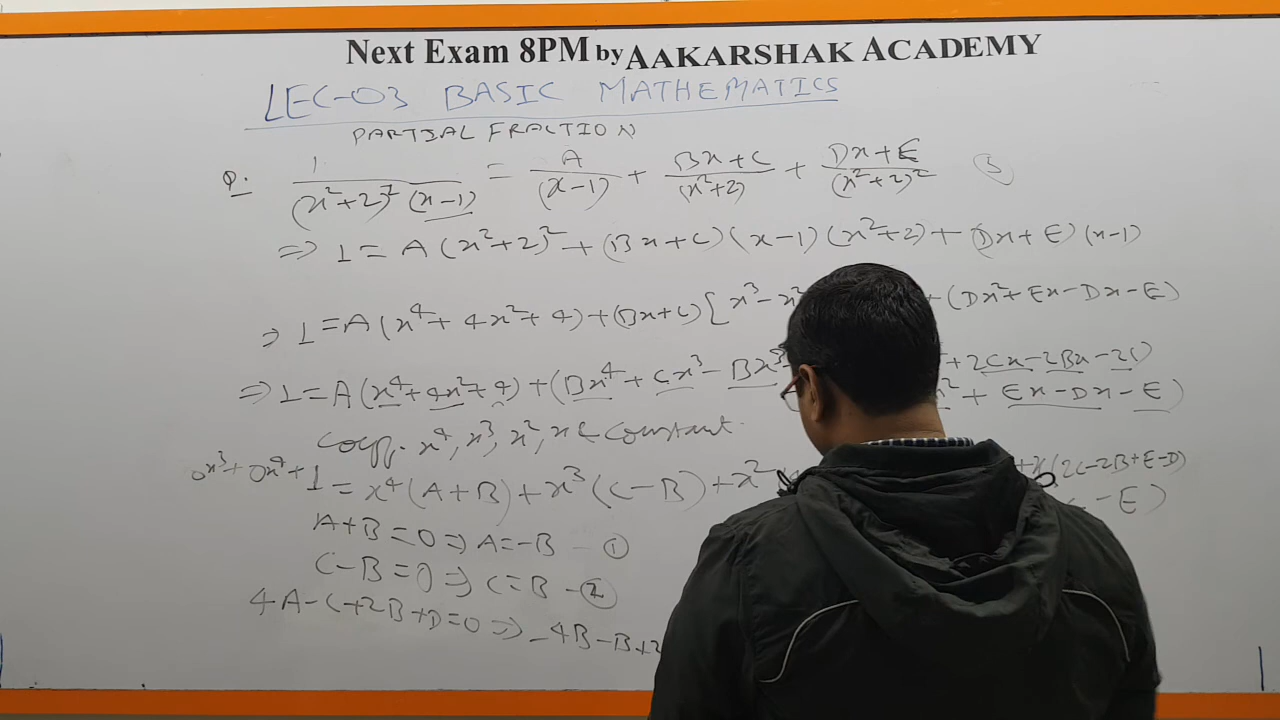 Next Exam 8PM by AAKARSHAK ACADEMY
LEC-03 BASIC MATHEMATICS
PARTIAL FRACTION
Q. 1/((x²+2)²(x-1)) = A/(x-1) + (Bx+C)/(x²+2) + (Dx+E)/(x²+2)²
⇒ 1 = A(x²+2)² + (Bx+C)(x-1)(x²+2) + (Dx+E)(x-1)
⇒ 1 = A(x⁴+4x²+4) + (Bx+C)[x³-x² + (Dx²+Ex-Dx-E)
⇒ 1 = A(x⁴+4x²+4) + (Bx⁴+Cx³-Bx³ +2Cx-2Bx-2C)
x² + Ex-Dx-E)
Coeff. x⁴, x³, x², x & Constant.
0x³+0x⁴+1 = x⁴(A+B) + x³(C-B) + x² +x(2C-2B+E-D)
-E)
A+B=0 ⇒ A=-B - ①
C-B=0 ⇒ C=B - ②
4A-C+2B+D=0 ⇒ -4B-B+2